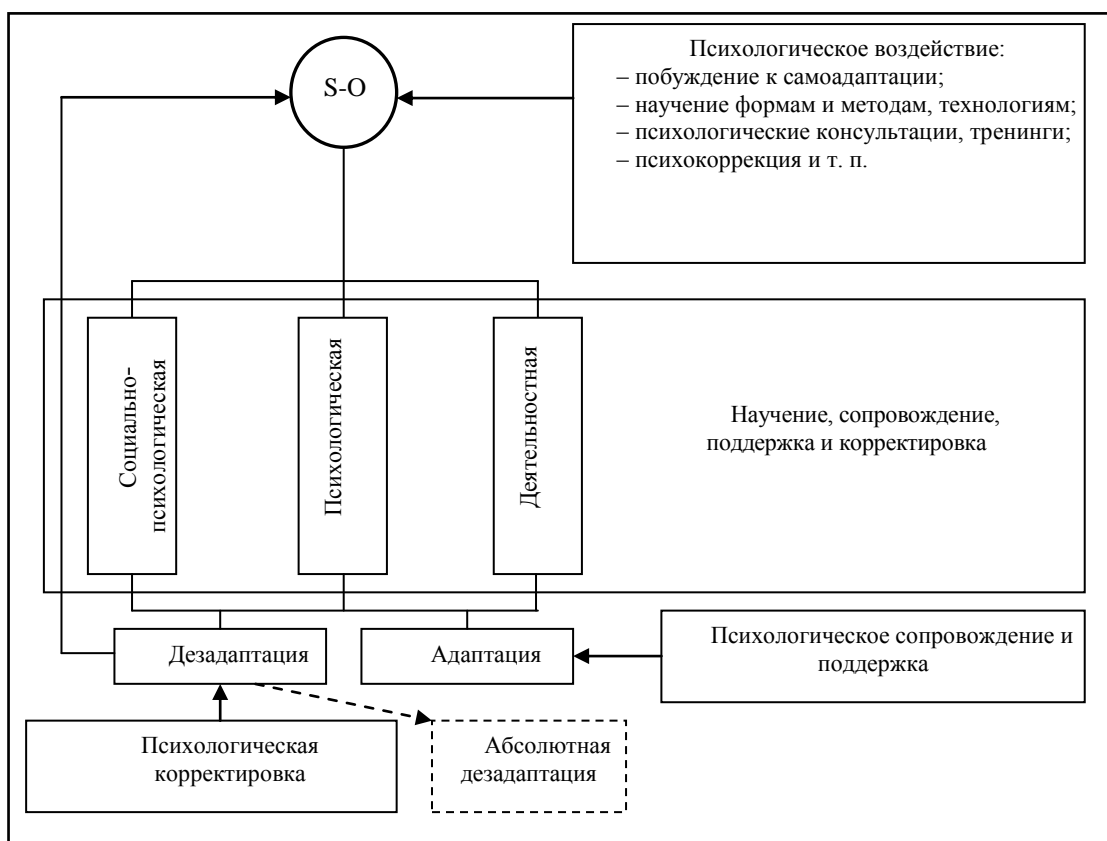 S-O
Психологическое воздействие:
– побуждение к самоадаптации;
– научение формам и методам, технологиям;
– психологические консультации, тренинги;
– психокоррекция и т. п.
Социально-
психологическая
Психологическая
Деятельностная
Научение, сопровождение,
поддержка и корректировка
Дезадаптация
Адаптация
Психологическое сопровождение и
поддержка
Психологическая
корректировка
Абсолютная
дезадаптация